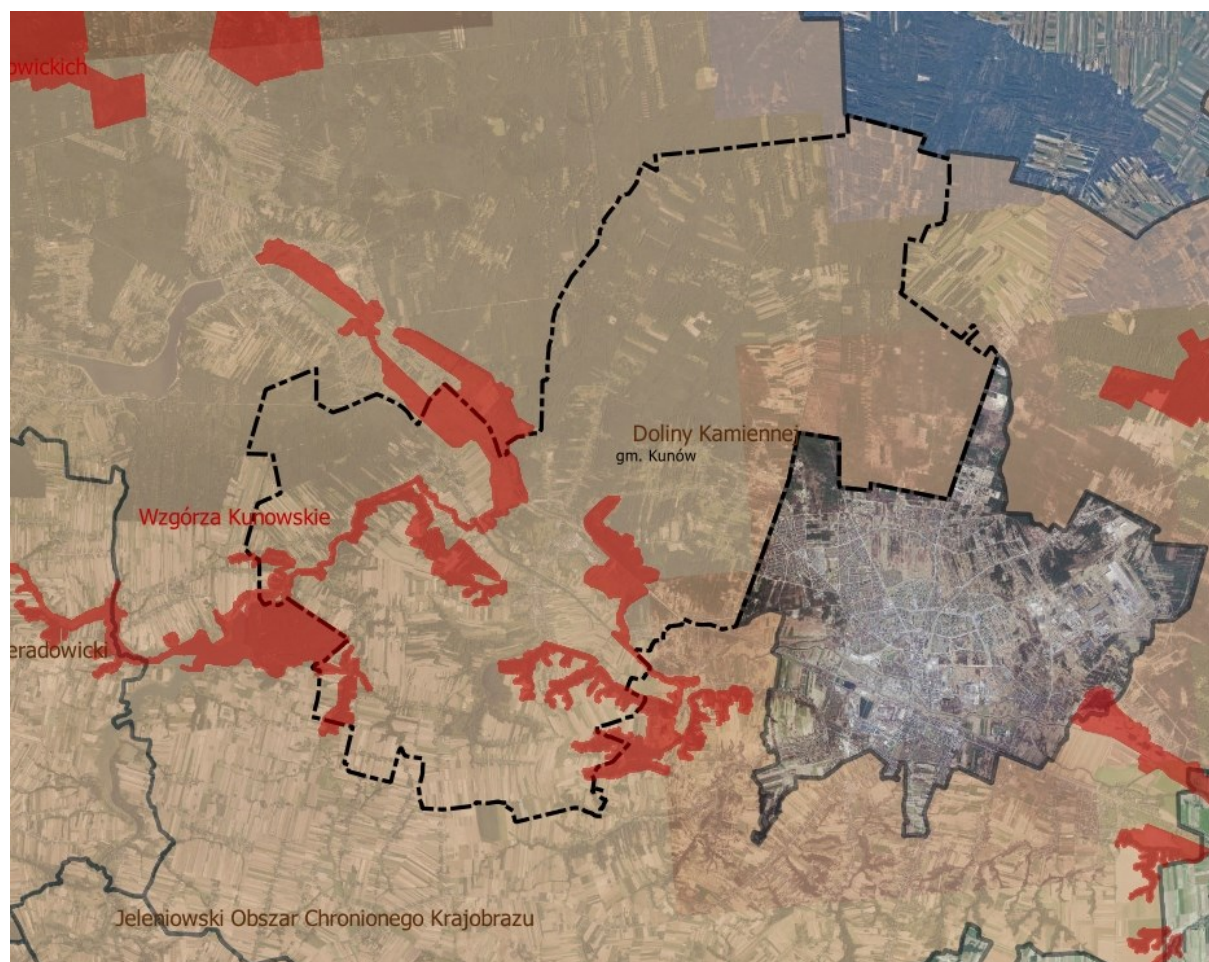 owickich
Doliny Kamiennej
gm. Kunów
Wzgórza Kunowskie
eradowicki
Jeleniowski Obszar Chronionego Krajobrazu